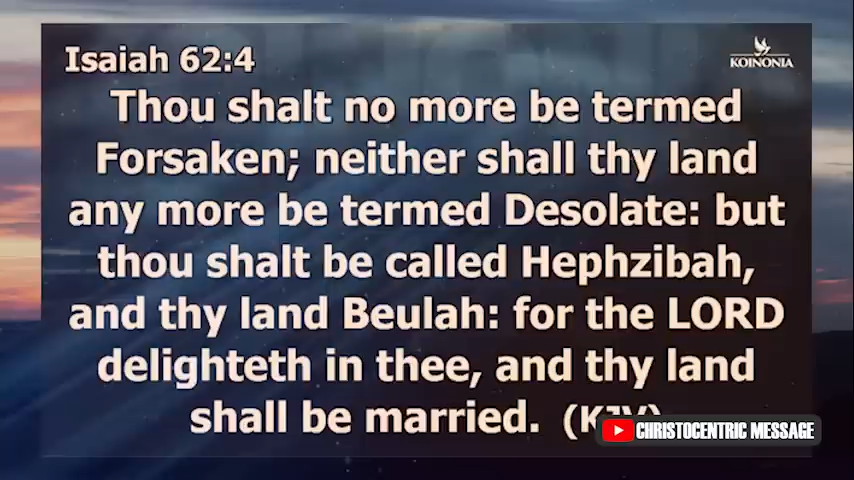 Isaiah 62:4
KOINONIA
Thou shalt no more be termed
Forsaken; neither shall thy land
any more be termed Desolate: but
thou shalt be called Hephzibah,
and thy land Beulah: for the LORD
delighteth in thee, and thy land
shall be married. (KJV)
CHRISTOCENTRIC MESSAGE